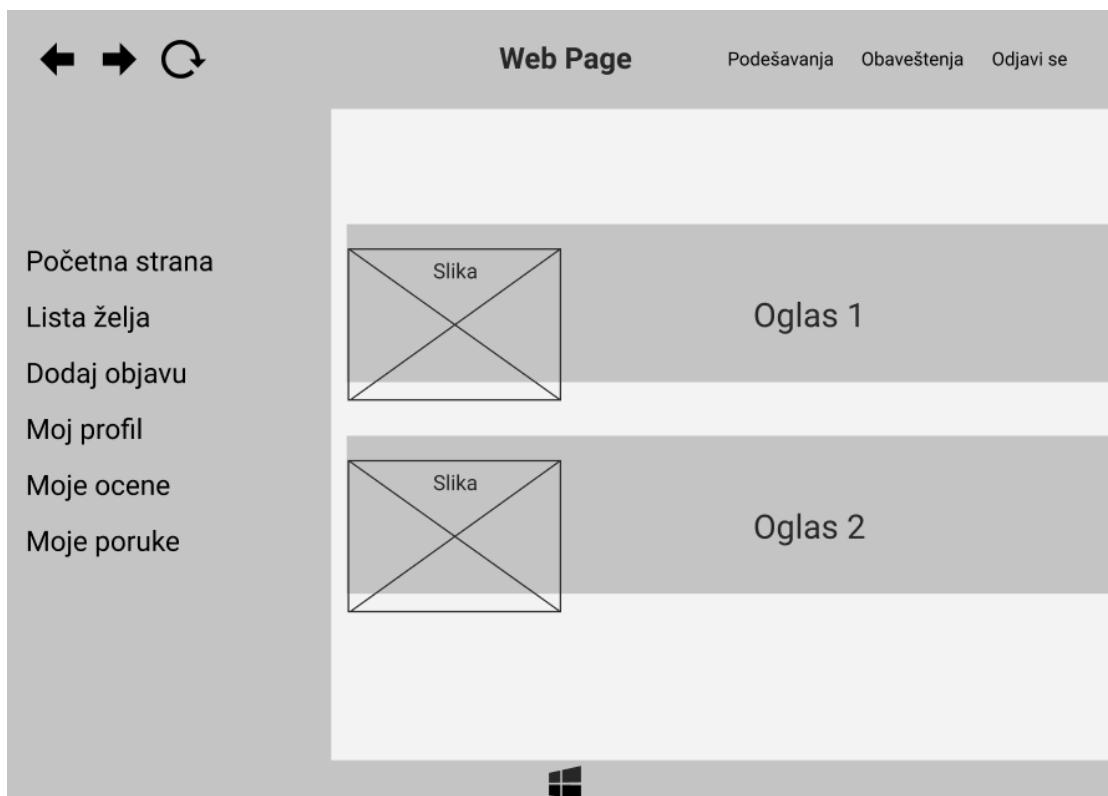 Web Page
Podešavanja Obaveštenja Odjavi se
Početna strana
Lista želja
Dodaj objavu
Moj profil
Moje ocene
Moje poruke
Slika
Oglas 1
Slika
Oglas 2